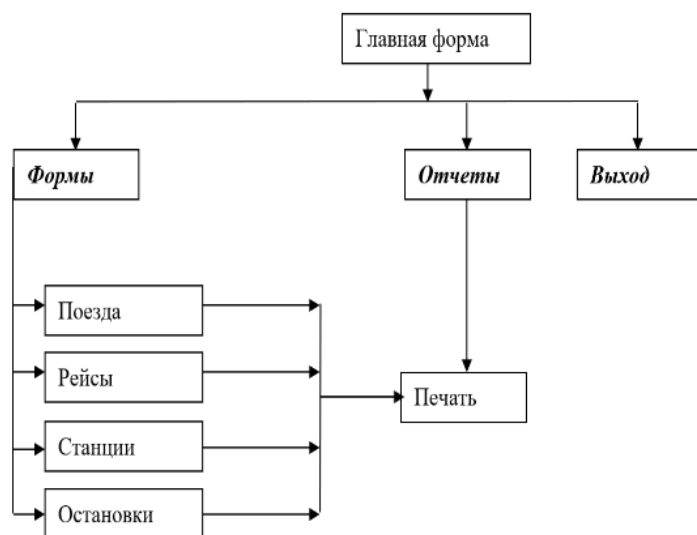 Главная форма
Формы
Отчеты
Выход
Поезда
Рейсы
Станции
Остановки
Печать